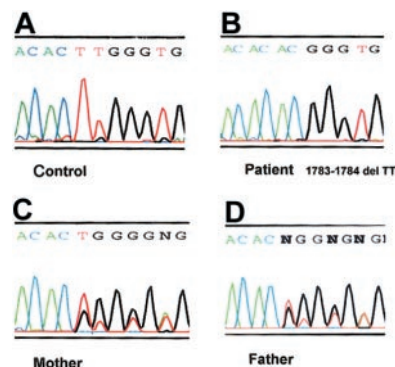 A
ACACTTGGGTG
Control
B
ACACACGGGTG
Patient 1783-1784 del TT
C
ACACTGGGGNG
Mother
D
ACACNGGNGNG
Father